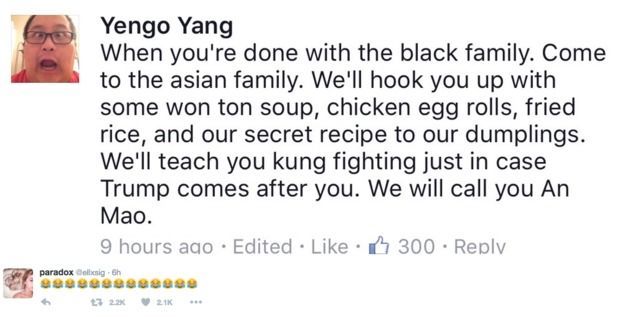 Yengo Yang
When you're done with the black family. Come
to the asian family. We'll hook you up with
some won ton soup, chicken egg rolls, fried
rice, and our secret recipe to our dumplings.
We'll teach you kung fighting just in case
Trump comes after you. We will call you An
Mao.
9 hours ago · Edited · Like · 300 · Reply
paradox @ellxsig · 6h
😂😂😂😂😂😂😂😂😂😂😂😂😂
2.2K 2.1K •••